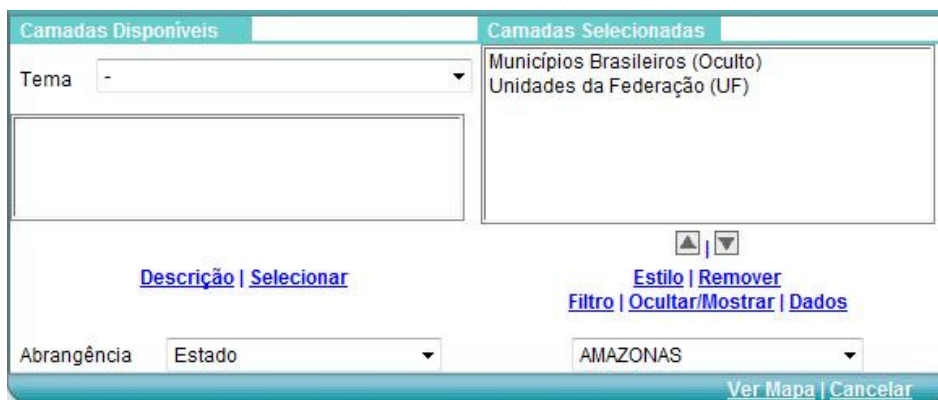 Camadas Disponíveis
Camadas Selecionadas
Tema -
Municípios Brasileiros (Oculto)
Unidades da Federação (UF)
Descrição | Selecionar
|
Estilo | Remover
Filtro | Ocultar/Mostrar | Dados
Abrangência Estado
AMAZONAS
Ver Mapa | Cancelar